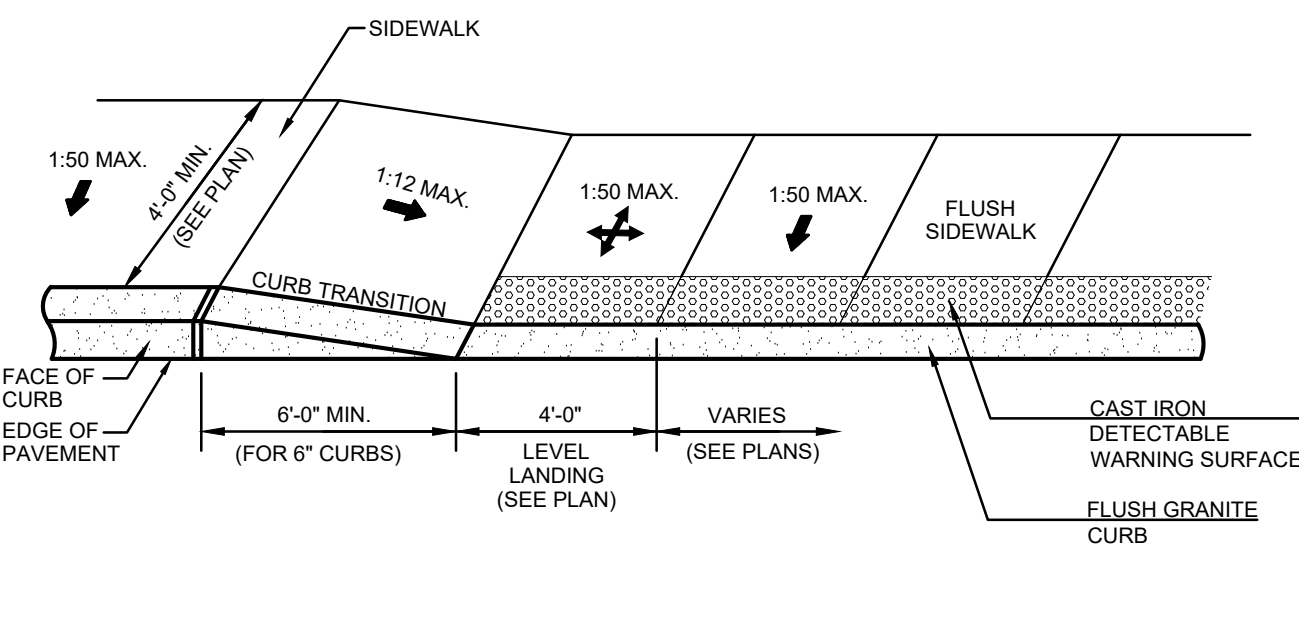 SIDEWALK
1:50 MAX.
4'-0" MIN.
(SEE PLAN)
1:12 MAX.
1:50 MAX.
1:50 MAX.
FLUSH
SIDEWALK
CURB TRANSITION
FACE OF
CURB
EDGE OF
PAVEMENT
6'-0" MIN.
(FOR 6" CURBS)
4'-0"
LEVEL
LANDING
(SEE PLAN)
VARIES
(SEE PLANS)
CAST IRON
DETECTABLE
WARNING SURFACE
FLUSH GRANITE
CURB